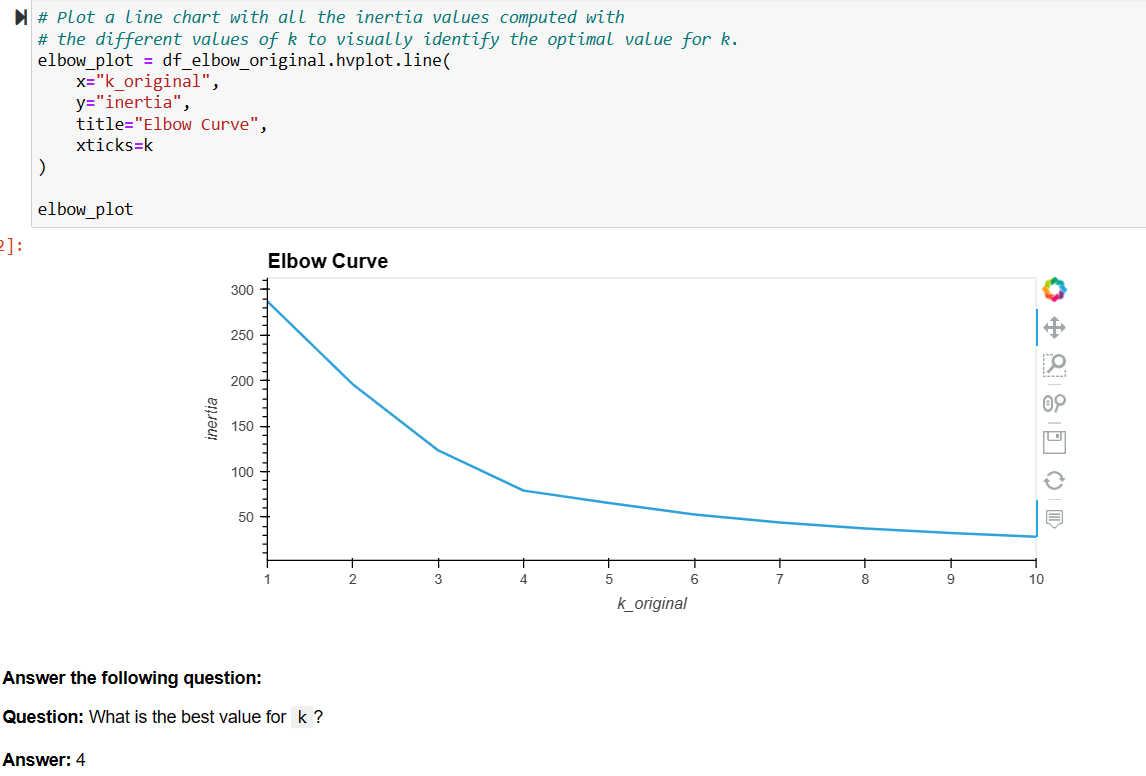 # Plot a line chart with all the inertia values computed with
# the different values of k to visually identify the optimal value for k.
elbow_plot = df_elbow_original.hvplot.line(
    x="k_original",
    y="inertia",
    title="Elbow Curve",
    xticks=k
)
elbow_plot
2]:
Elbow Curve
300
250
200
150
100
50
inertia
1 2 3 4 5 6 7 8 9 10
k_original
Answer the following question:
Question: What is the best value for k ?
Answer: 4